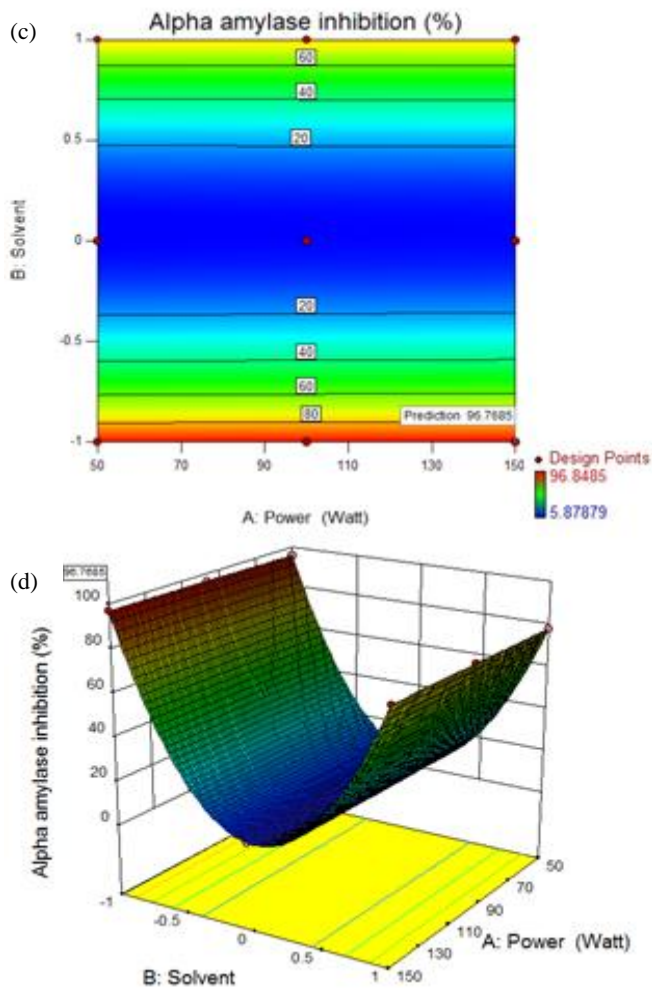 (c)
Alpha amylase inhibition (%)
1
0.5
0
-0.5
-1
B: Solvent
60
40
20
20
40
60
80
Prediction 96.7685
50 70 90 110 130 150
A: Power (Watt)
Design Points
96.8485
5.87879
(d)
96.7685
100
80
60
40
20
0
Alpha amylase inhibition (%)
-1
-0.5
0
0.5
1
B: Solvent
50
70
90
110
130
150
A: Power (Watt)